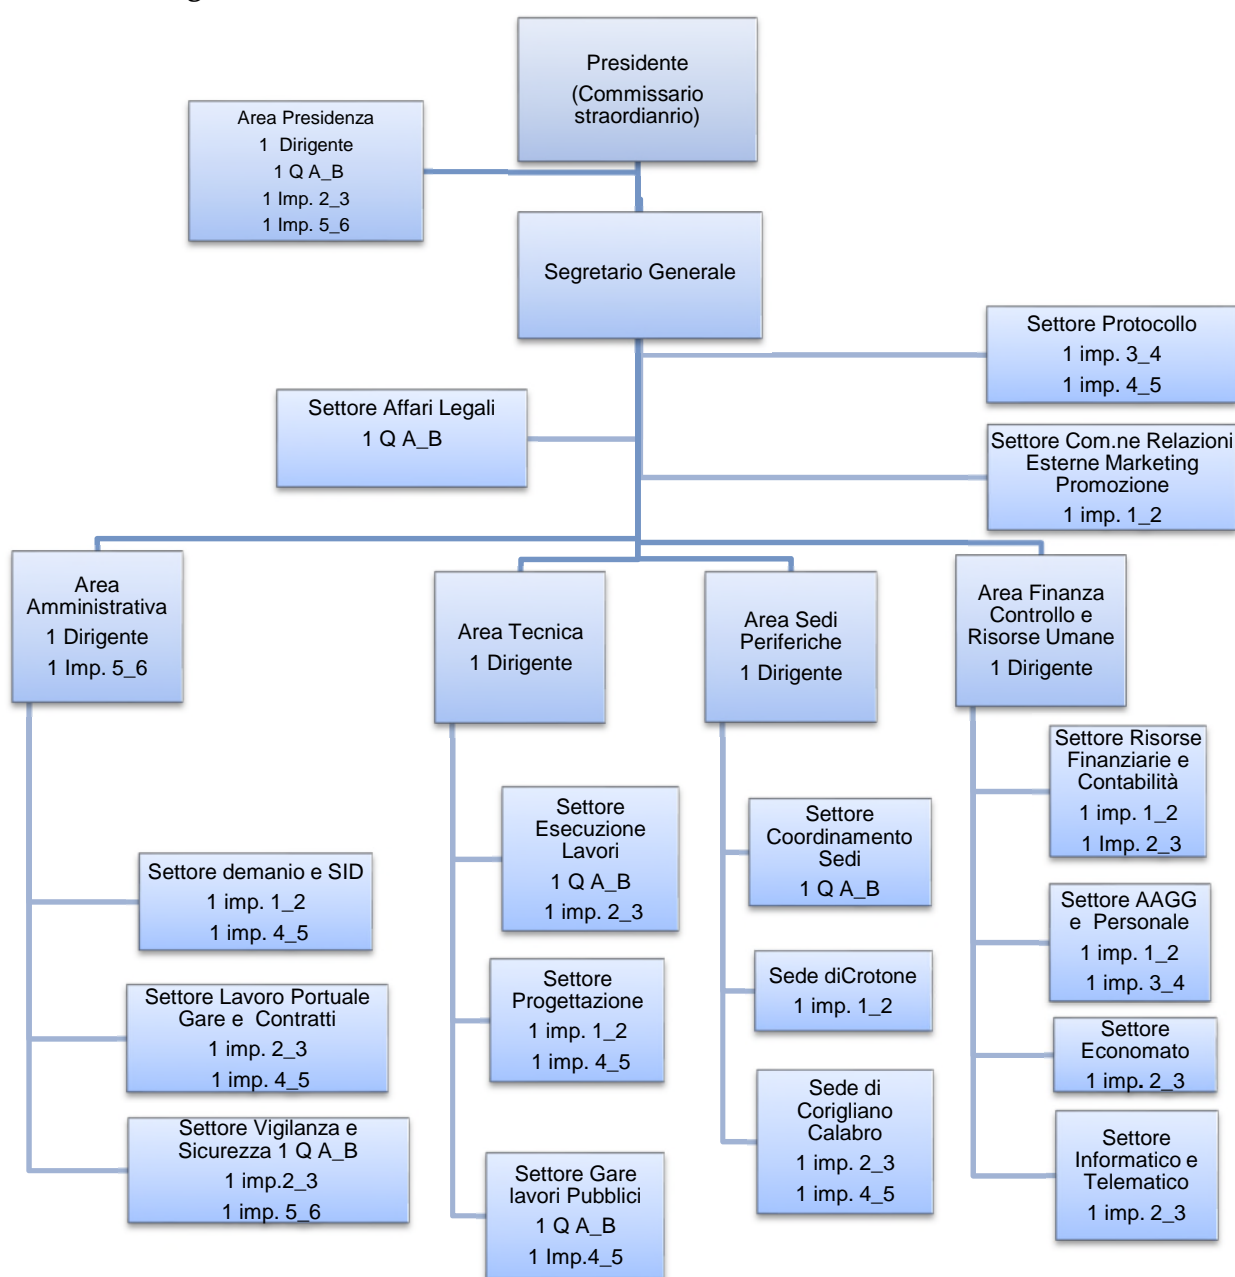 Presidente
(Commissario
straordianrio)
Area Presidenza
1 Dirigente
1 Q A_B
1 Imp. 2_3
1 Imp. 5_6
Segretario Generale
Settore Protocollo
1 imp. 3_4
1 imp. 4_5
Settore Affari Legali
1 Q A_B
Settore Com.ne Relazioni
Esterne Marketing
Promozione
1 imp. 1_2
Area
Amministrativa
1 Dirigente
1 Imp. 5_6
Area Tecnica
1 Dirigente
Area Sedi
Periferiche
1 Dirigente
Area Finanza
Controllo e
Risorse Umane
1 Dirigente
Settore demanio e SID
1 imp. 1_2
1 imp. 4_5
Settore Lavoro Portuale
Gare e Contratti
1 imp. 2_3
1 imp. 4_5
Settore Vigilanza e
Sicurezza 1 Q A_B
1 imp.2_3
1 imp. 5_6
Settore
Esecuzione
Lavori
1 Q A_B
1 imp. 2_3
Settore
Progettazione
1 imp. 1_2
1 imp. 4_5
Settore Gare
lavori Pubblici
1 Q A_B
1 Imp.4_5
Settore
Coordinamento
Sedi
1 Q A_B
Sede diCrotone
1 imp. 1_2
Sede di
Corigliano
Calabro
1 imp. 2_3
1 imp. 4_5
Settore Risorse
Finanziarie e
Contabilità
1 imp. 1_2
1 Imp. 2_3
Settore AAGG
e Personale
1 imp. 1_2
1 imp. 3_4
Settore
Economato
1 imp. 2_3
Settore
Informatico e
Telematico
1 imp. 2_3